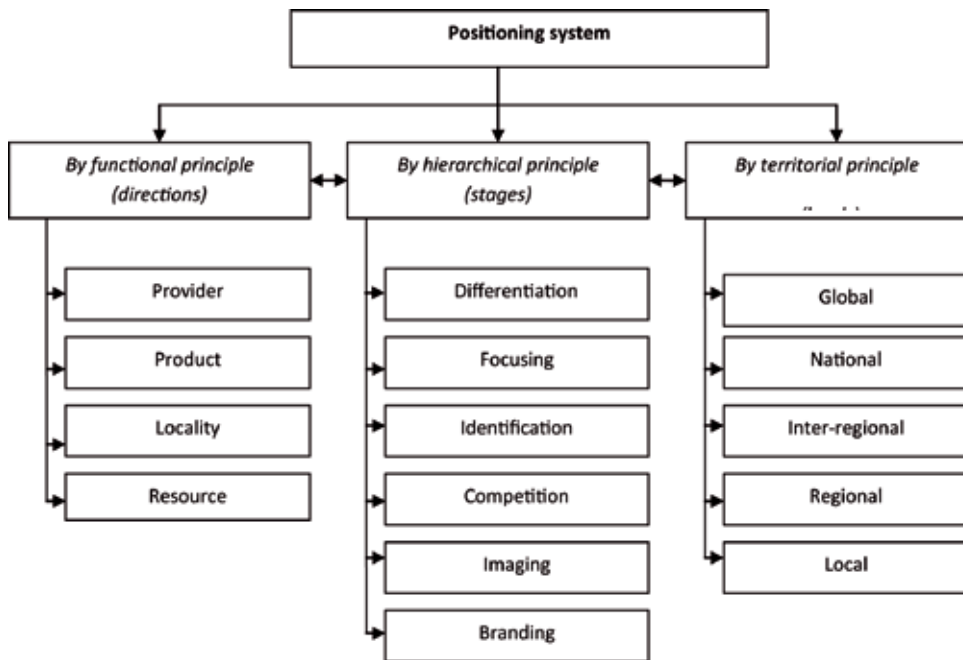 Positioning system
By functional principle
(directions)
By hierarchical principle
(stages)
By territorial principle
Provider
Product
Locality
Resource
Differentiation
Focusing
Identification
Competition
Imaging
Branding
Global
National
Inter-regional
Regional
Local